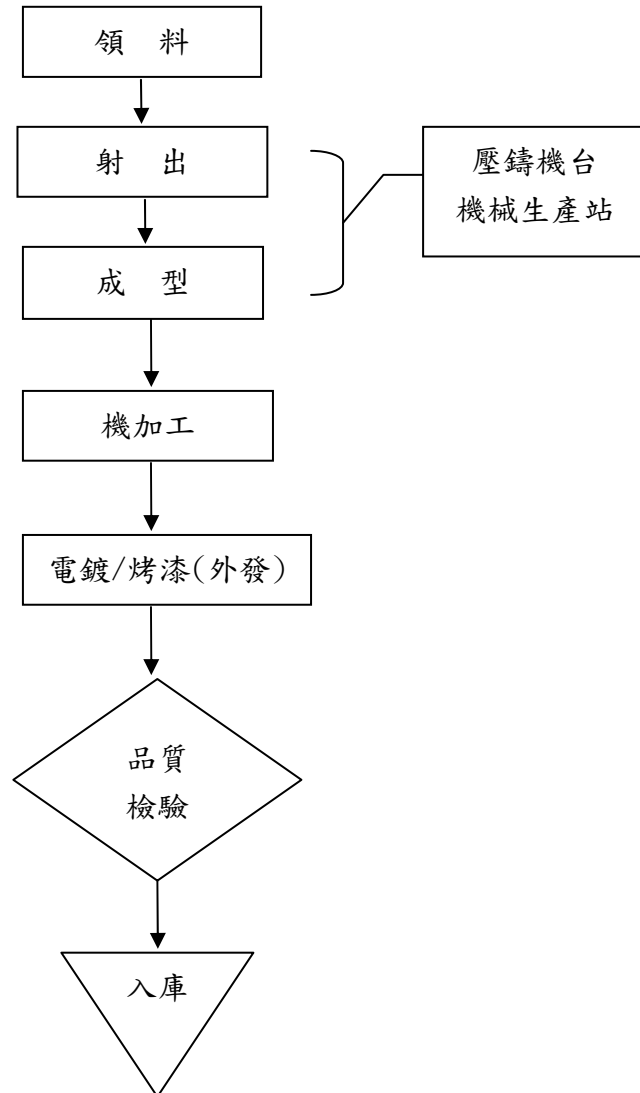 領 料
射 出
壓鑄機台
機械生產站
成 型
機加工
電鍍/烤漆(外發)
品質
檢驗
入庫